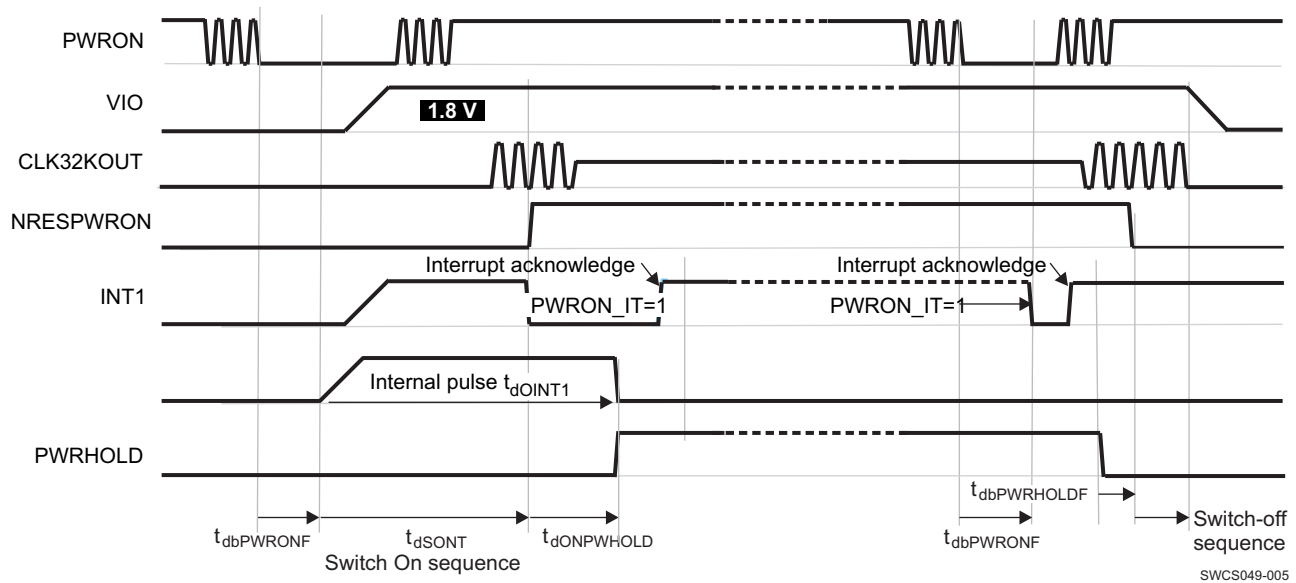 PWRON
VIO
1.8 V
CLK32KOUT
NRESPWRON
Interrupt acknowledge
Interrupt acknowledge
INT1
PWRON_IT=1
PWRON_IT=1
Internal pulse tdOINT1
PWRHOLD
tdbPWRHOLDF
tdbPWRONF
tdSONT
tdONPWHOLD
tdbPWRONF
Switch-off
sequence
Switch On sequence
SWCS049-005